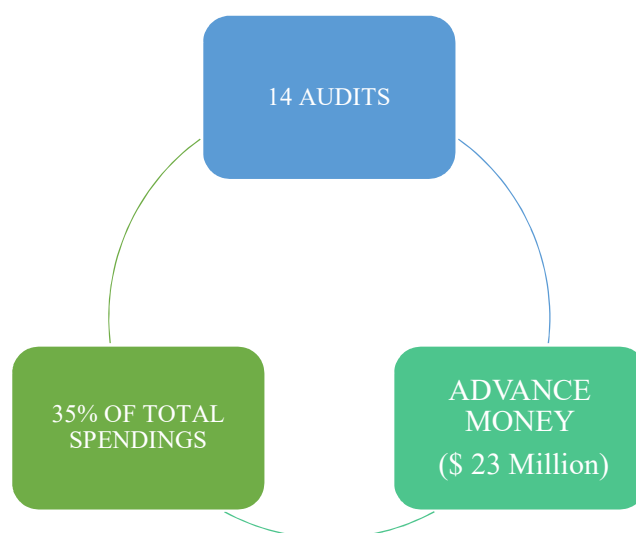 14 AUDITS
35% OF TOTAL
SPENDINGS
ADVANCE
MONEY
($ 23 Million)